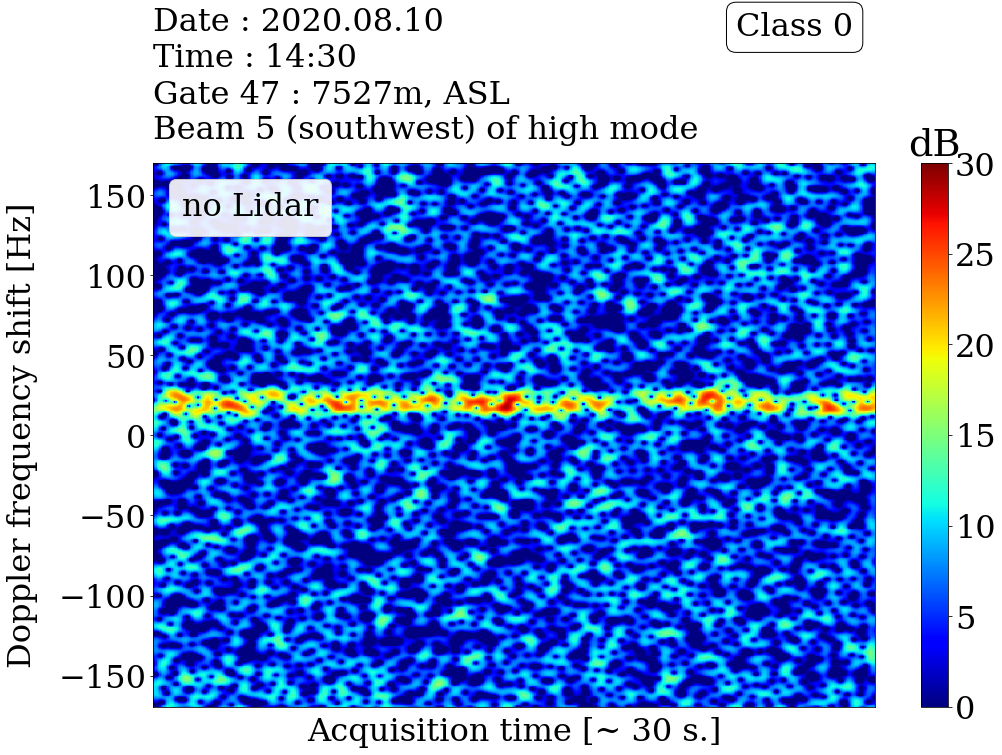 Date : 2020.08.10
Time : 14:30
Gate 47 : 7527m, ASL
Beam 5 (southwest) of high mode
Class 0
dB
no Lidar
Doppler frequency shift [Hz]
150
100
50
0
−50
−100
−150
30
25
20
15
10
5
0
Acquisition time [~ 30 s.]